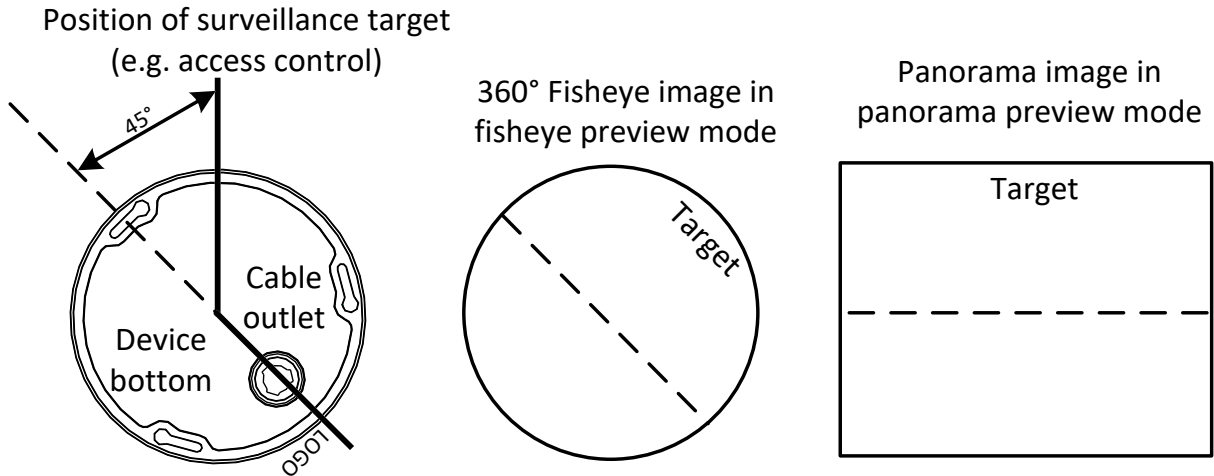 Position of surveillance target
(e.g. access control)
45°
Cable
outlet
Device
bottom
LOGO
360° Fisheye image in
fisheye preview mode
Target
Panorama image in
panorama preview mode
Target